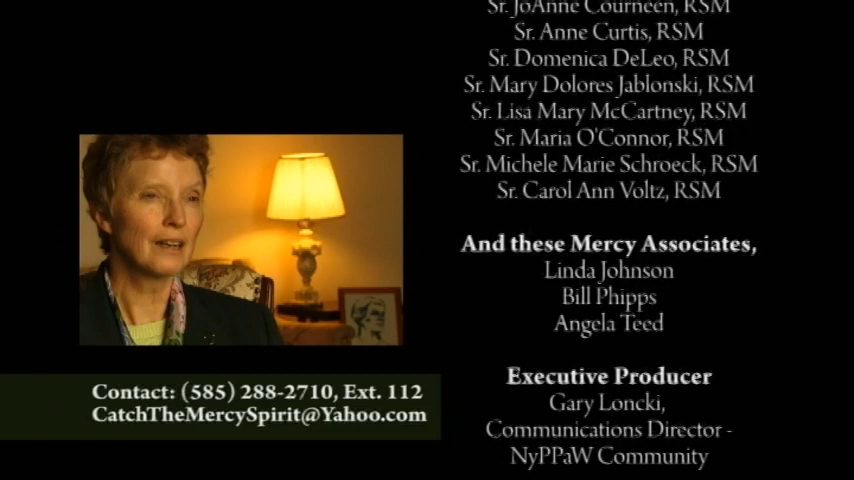 Sr. JoAnne Courneen, RSM
Sr. Anne Curtis, RSM
Sr. Domenica DeLeo, RSM
Sr. Mary Dolores Jablonski, RSM
Sr. Lisa Mary McCartney, RSM
Sr. Maria O'Connor, RSM
Sr. Michele Marie Schroeck, RSM
Sr. Carol Ann Voltz, RSM
And these Mercy Associates,
Linda Johnson
Bill Phipps
Angela Teed
Executive Producer
Gary Loncki,
Communications Director -
NyPPaW Community
Contact: (585) 288-2710, Ext. 112
CatchTheMercySpirit@Yahoo.com